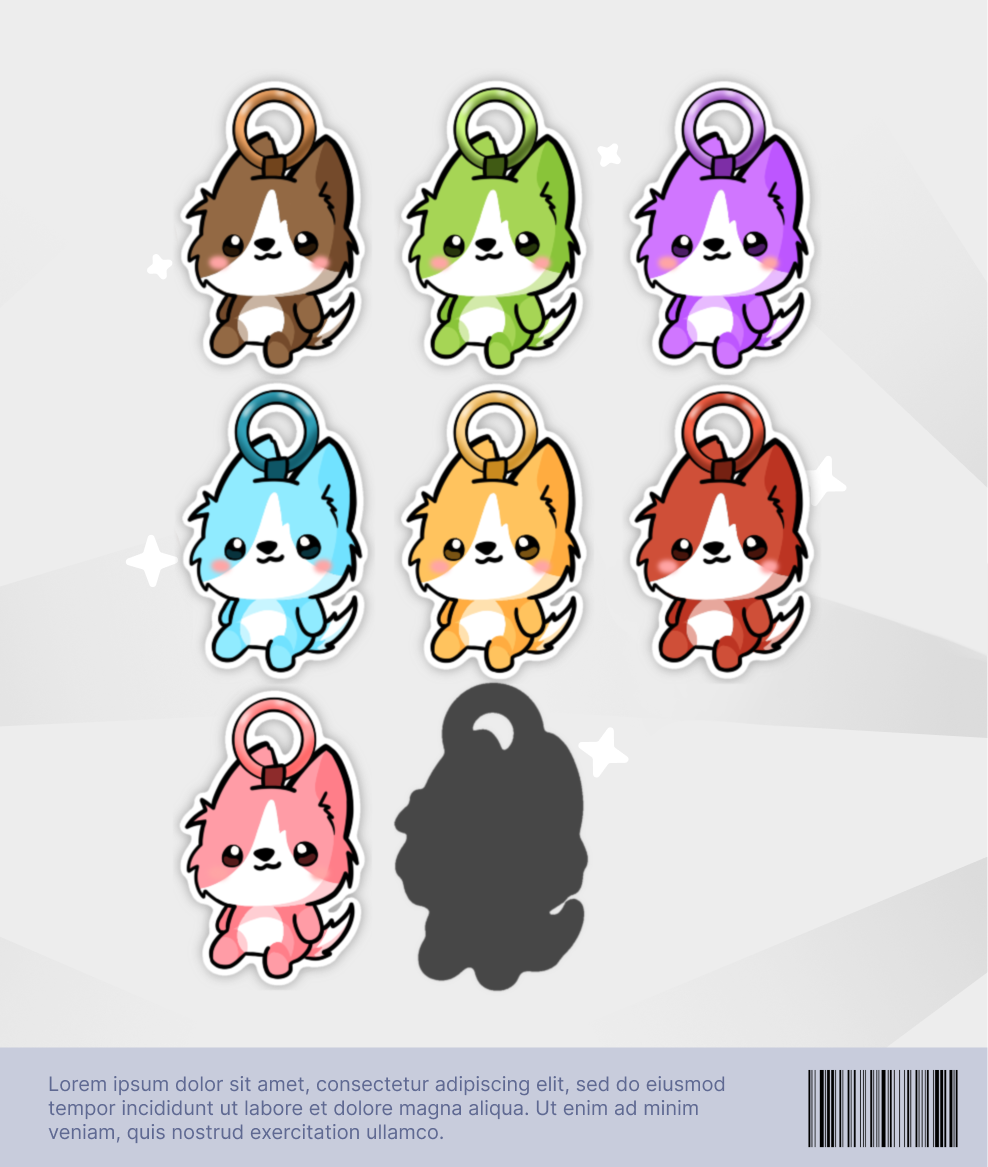 Lorem ipsum dolor sit amet, consectetur adipiscing elit, sed do eiusmod
tempor incididunt ut labore et dolore magna aliqua. Ut enim ad minim
veniam, quis nostrud exercitation ullamco.